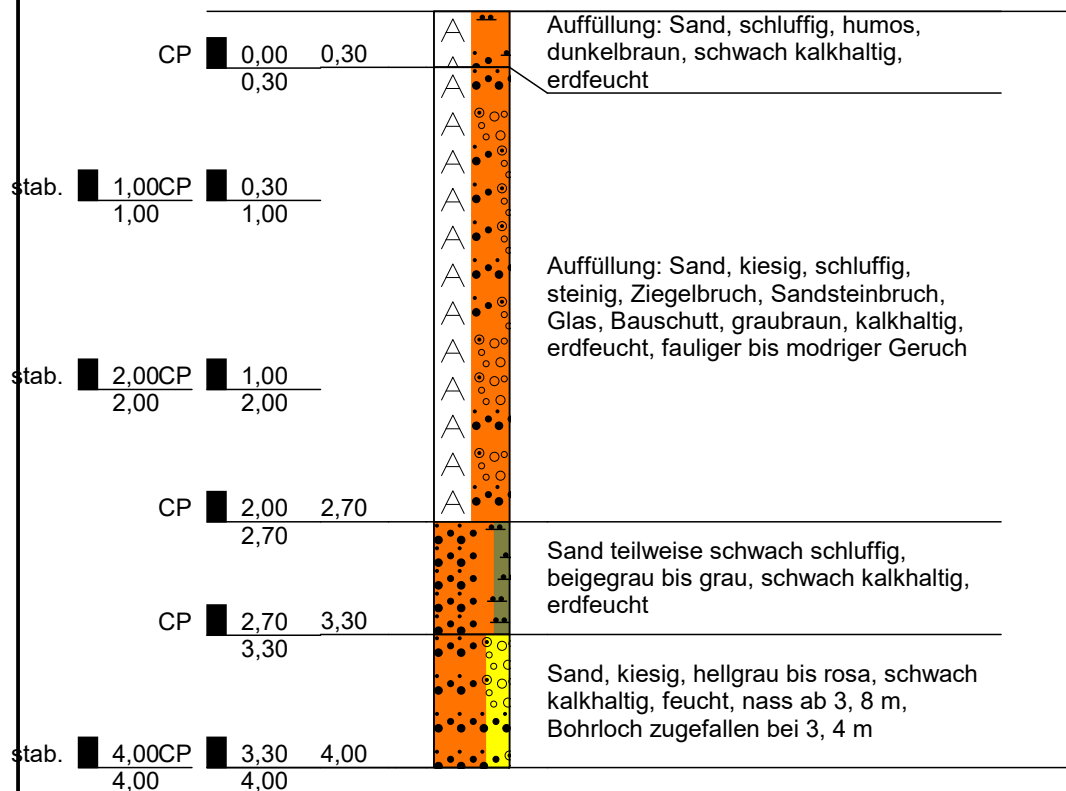 Auffüllung: Sand, schluffig, humos,
dunkelbraun, schwach kalkhaltig,
erdfeucht
CP 0,00 0,30
0,30
stab. 1,00CP 0,30
1,00 1,00
Auffüllung: Sand, kiesig, schluffig,
steinig, Ziegelbruch, Sandsteinbruch,
Glas, Bauschutt, graubraun, kalkhaltig,
erdfeucht, fauliger bis modriger Geruch
stab. 2,00CP 1,00
2,00 2,00
CP 2,00 2,70
2,70
Sand teilweise schwach schluffig,
beigegrau bis grau, schwach kalkhaltig,
erdfeucht
CP 2,70 3,30
3,30
Sand, kiesig, hellgrau bis rosa, schwach
kalkhaltig, feucht, nass ab 3, 8 m,
Bohrloch zugefallen bei 3, 4 m
stab. 4,00CP 3,30 4,00
4,00 4,00
A
A
A
A
A
A
A
A
A
A
A
A
A
A